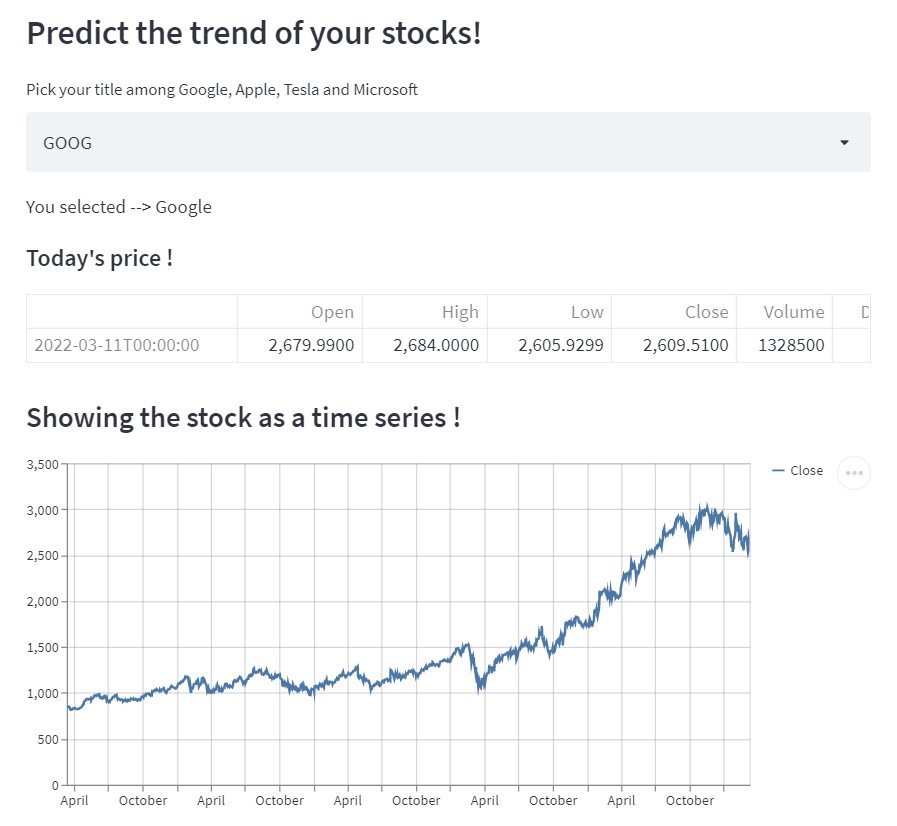 Predict the trend of your stocks!
Pick your title among Google, Apple, Tesla and Microsoft
GOOG
You selected --> Google
Today's price !
Open High Low Close Volume D
2022-03-11T00:00:00 2,679.9900 2,684.0000 2,605.9299 2,609.5100 1328500
Showing the stock as a time series !
3,500
Close
3,000
2,500
2,000
1,500
1,000
500
0
April October April October April October April October April October